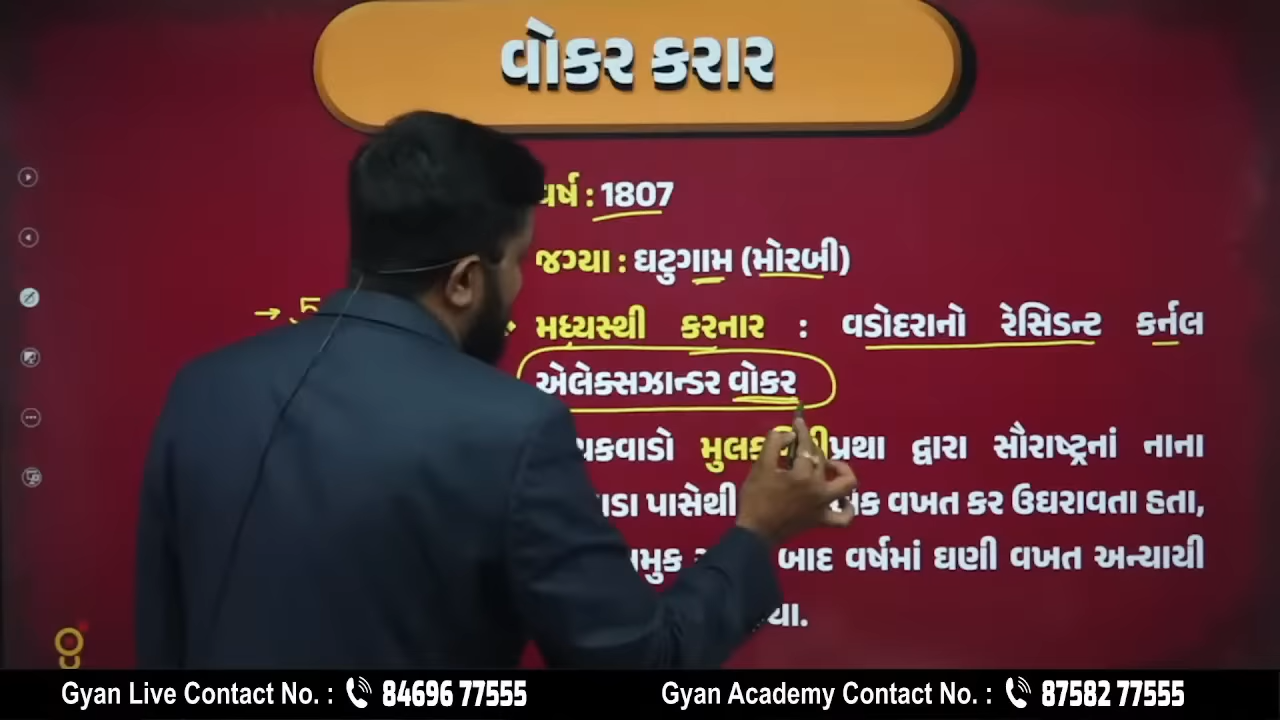 વોકર કરાર
વર્ષ : 1807
જગ્યા : ઘટુગામ (મોરબી)
મધ્યસ્થી કરનાર : વડોદરાનો રેસિડન્ટ કર્નલ
એલેક્સઝાન્ડર વોકર
પ્રથા દ્વારા સૌરાષ્ટ્રનાં નાના
પાસેથી વખત કર ઉઘરાવતા હતા,
બાદ વર્ષમાં ઘણી વખત અન્યાયી
Gyan Live Contact No. : 84696 77555
Gyan Academy Contact No. : 87582 77555